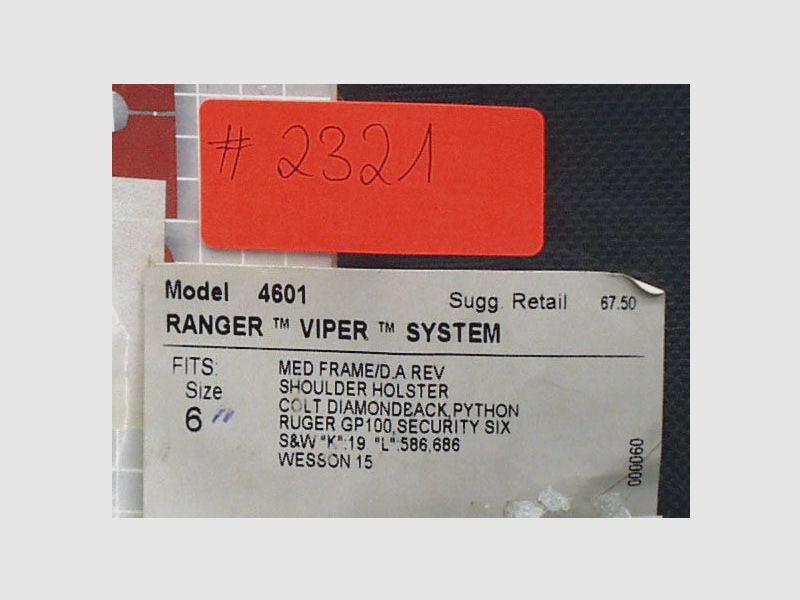 # 2321
Model 4601 Sugg. Retail 67.50
RANGER ™ VIPER ™ SYSTEM
FITS: MED FRAME/D.A REV
Size SHOULDER HOLSTER
6" COLT DIAMONDBACK,PYTHON
RUGER GP100,SECURITY SIX
S&W "K":19, "L":586,686
WESSON 15
000060